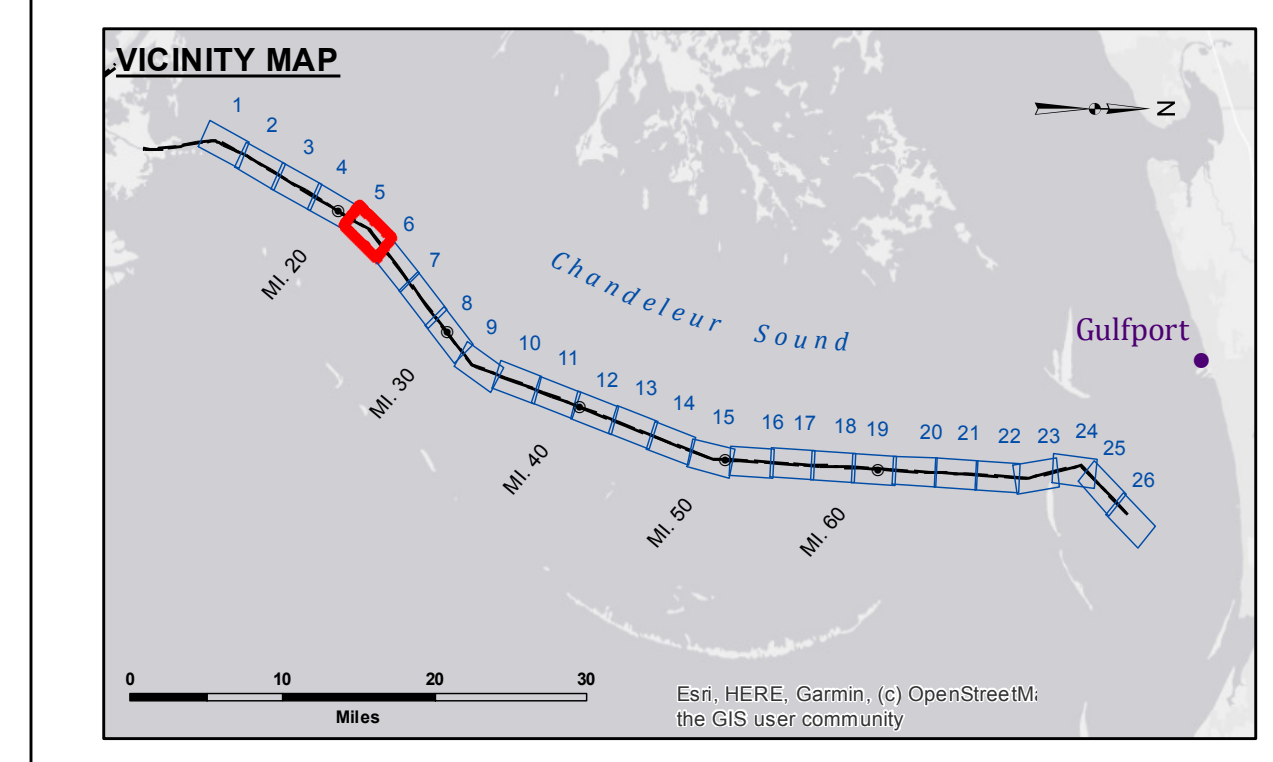 VICINITY MAP
N
1
2
3
4
5
6
7
8
9
10
11
12
13
14
15
16
17
18
19
20
21
22
23
24
25
26
MI. 20
MI. 30
MI. 40
MI. 50
MI. 60
Chandeleur Sound
Gulfport
0 10 20 30
Miles
Esri, HERE, Garmin, (c) OpenStreetMa
the GIS user community